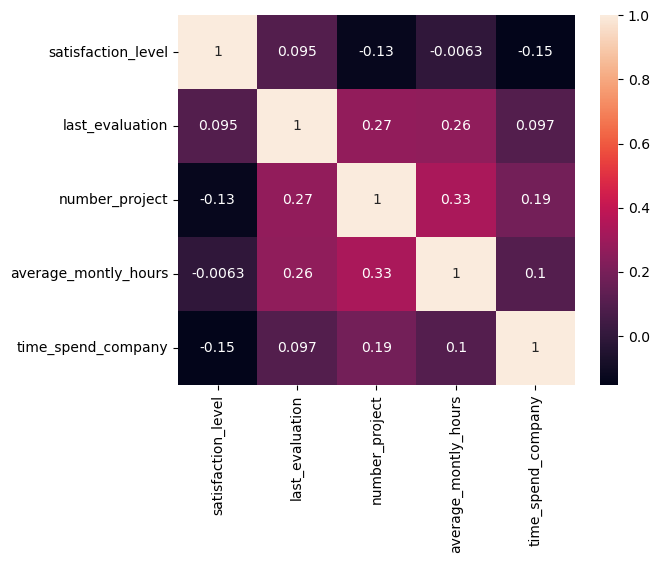 satisfaction_level 1 0.095 -0.13 -0.0063 -0.15
last_evaluation 0.095 1 0.27 0.26 0.097
number_project -0.13 0.27 1 0.33 0.19
average_montly_hours -0.0063 0.26 0.33 1 0.1
time_spend_company -0.15 0.097 0.19 0.1 1
satisfaction_level
last_evaluation
number_project
average_montly_hours
time_spend_company
1.0
0.8
0.6
0.4
0.2
0.0